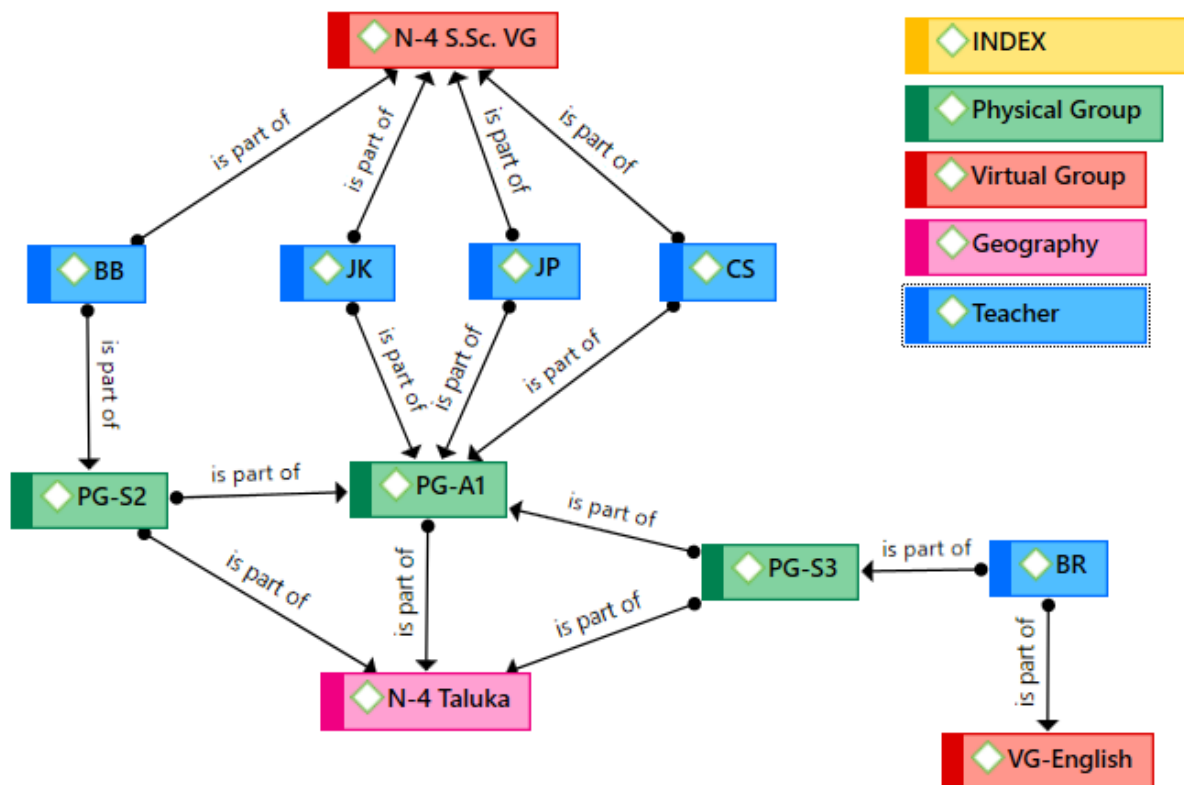 N-4 S.Sc. VG
INDEX
Physical Group
Virtual Group
Geography
Teacher
is part of
is part of
is part of
is part of
BB
JK
JP
CS
is part of
is part of
is part of
is part of
PG-S2
is part of
PG-A1
is part of
PG-S3
is part of
BR
is part of
is part of
is part of
is part of
N-4 Taluka
VG-English